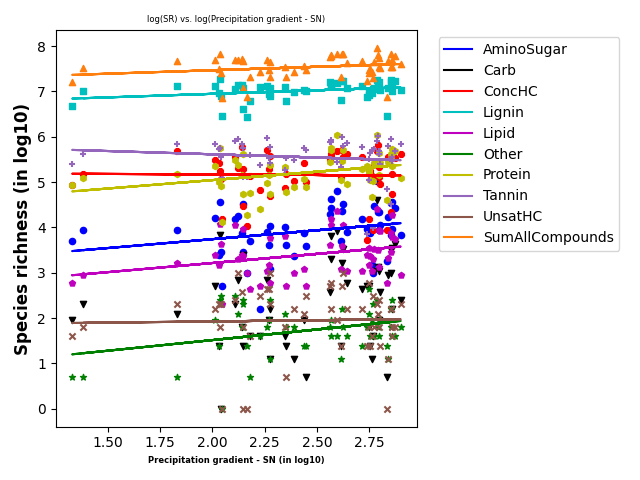 log(SR) vs. log(Precipitation gradient - SN)
Species richness (in log10)
8
7
6
5
4
3
2
1
0
1.50 1.75 2.00 2.25 2.50 2.75
Precipitation gradient - SN (in log10)
AminoSugar
Carb
ConcHC
Lignin
Lipid
Other
Protein
Tannin
UnsatHC
SumAllCompounds